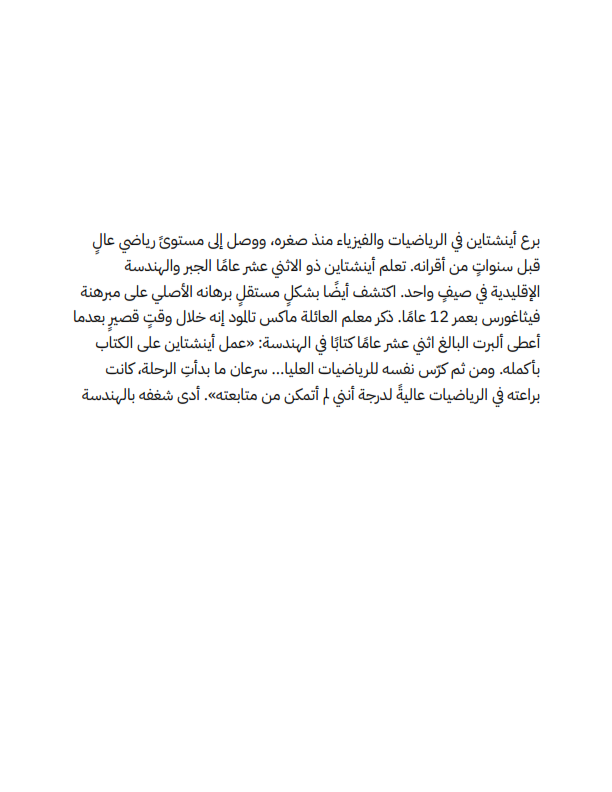 برع أينشتاين في الرياضيات والفيزياء منذ صغره، ووصل إلى مستوىً رياضي عالٍ
قبل سنواتٍ من أقرانه. تعلم أينشتاين ذو الاثني عشر عامًا الجبر والهندسة
الإقليدية في صيفٍ واحد. اكتشف أيضًا بشكلٍ مستقلٍ برهانه الأصلي على مبرهنة
فيثاغورس بعمر 12 عامًا. ذكر معلم العائلة ماكس تالمود إنه خلال وقتٍ قصيرٍ بعدما
أعطى ألبرت البالغ اثني عشر عامًا كتابًا في الهندسة: «عمل أينشتاين على الكتاب
بأكمله. ومن ثم كرّس نفسه للرياضيات العليا... سرعان ما بدأتِ الرحلة، كانت
براعته في الرياضيات عاليةً لدرجة أنني لم أتمكن من متابعته». أدى شغفه بالهندسة